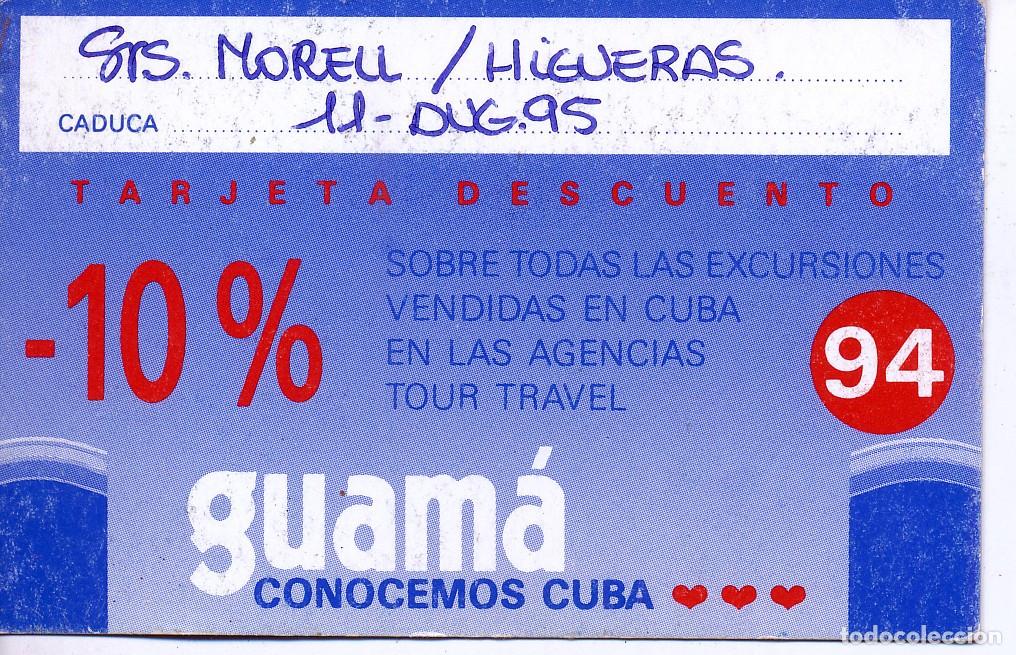 Srs. MORELL / HiGUERAS.
CADUCA 11-AUG.95
TARJETA DESCUENTO
-10%
SOBRE TODAS LAS EXCURSIONES
VENDIDAS EN CUBA
EN LAS AGENCIAS
TOUR TRAVEL
94
guamá
CONOCEMOS CUBA
todocoleccion